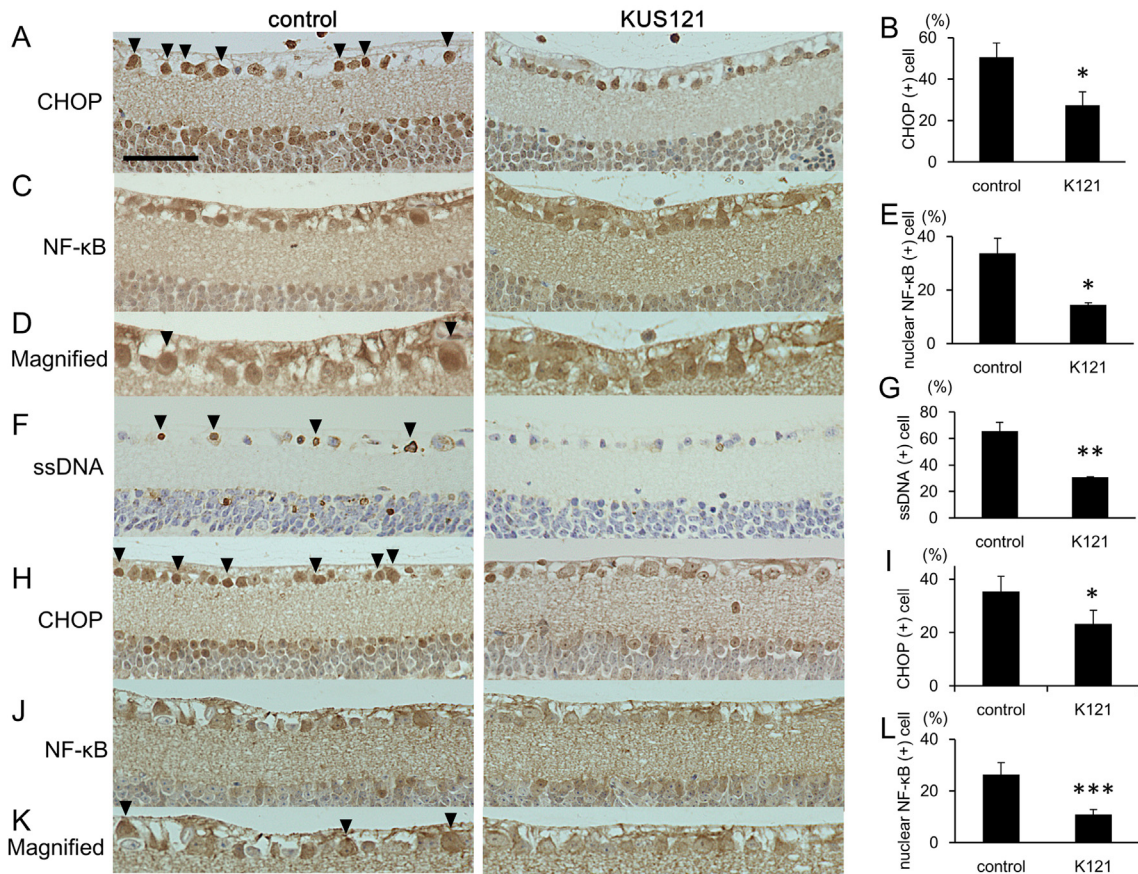 control
KUS121
A
CHOP
C
NF-κB
D
Magnified
F
ssDNA
H
CHOP
J
NF-κB
K
Magnified
B
(%)
CHOP (+) cell
60
40
20
0
*
control
K121
E
(%)
nuclear NF-κB (+) cell
40
20
0
*
control
K121
G
(%)
ssDNA (+) cell
80
60
40
20
0
**
control
K121
I
(%)
CHOP (+) cell
40
20
0
*
control
K121
L
(%)
nuclear NF-κB (+) cell
40
20
0
***
control
K121